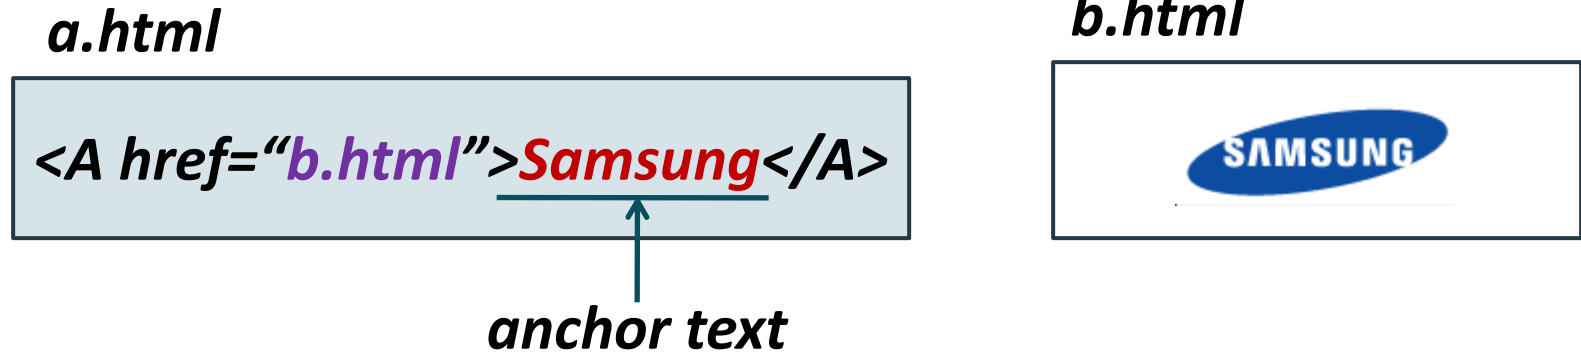 a.html
b.html
<A href=“b.html”>Samsung</A>
SAMSUNG
anchor text